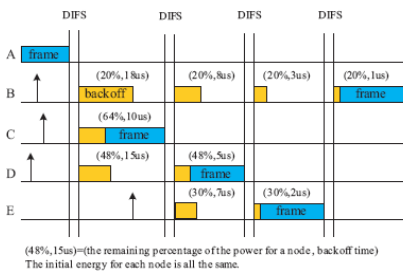 DIFS DIFS DIFS DIFS
A frame
(20%,18us) (20%,8us) (20%,3us) (20%,1us)
B backoff frame
(64%,10us)
C frame
(48%,15us) (48%,5us)
D frame
(30%,7us) (30%,2us)
E frame
(48%,15us)=(the remaining percentage of the power for a node, backoff time)
The initial energy for each node is all the same.